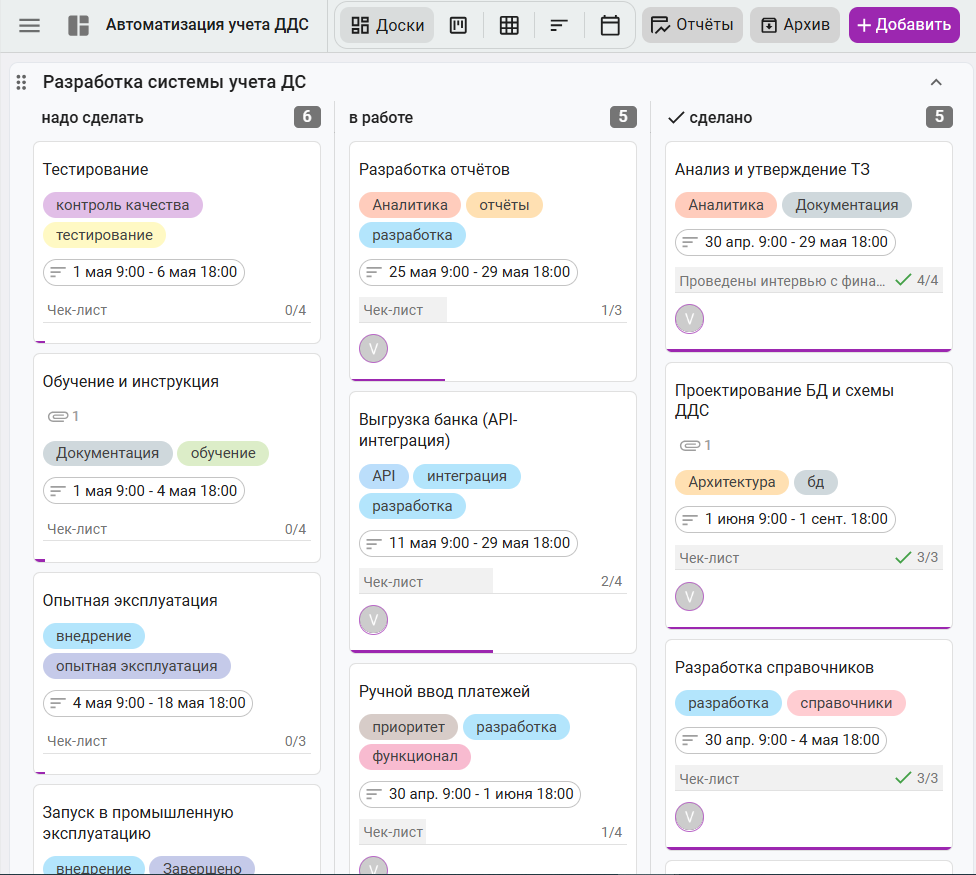 Автоматизация учета ДДС
Доски
Отчёты
Архив
+ Добавить
Разработка системы учета ДС
надо сделать 6
Тестирование
контроль качества
тестирование
1 мая 9:00 - 6 мая 18:00
Чек-лист 0/4
Обучение и инструкция
1
Документация обучение
1 мая 9:00 - 4 мая 18:00
Чек-лист 0/4
Опытная эксплуатация
внедрение
опытная эксплуатация
4 мая 9:00 - 18 мая 18:00
Чек-лист 0/3
Запуск в промышленную
эксплуатацию
внедрение Завершено
в работе 5
Разработка отчётов
Аналитика отчёты
разработка
25 мая 9:00 - 29 мая 18:00
Чек-лист 1/3
V
Выгрузка банка (API-
интеграция)
API интеграция
разработка
11 мая 9:00 - 29 мая 18:00
Чек-лист 2/4
V
Ручной ввод платежей
приоритет разработка
функционал
30 апр. 9:00 - 1 июня 18:00
Чек-лист 1/4
V
сделано 5
Анализ и утверждение ТЗ
Аналитика Документация
30 апр. 9:00 - 29 мая 18:00
Проведены интервью с фина... 4/4
V
Проектирование БД и схемы
ДДС
1
Архитектура бд
1 июня 9:00 - 1 сент. 18:00
Чек-лист 3/3
V
Разработка справочников
разработка справочники
30 апр. 9:00 - 4 мая 18:00
Чек-лист 3/3
V